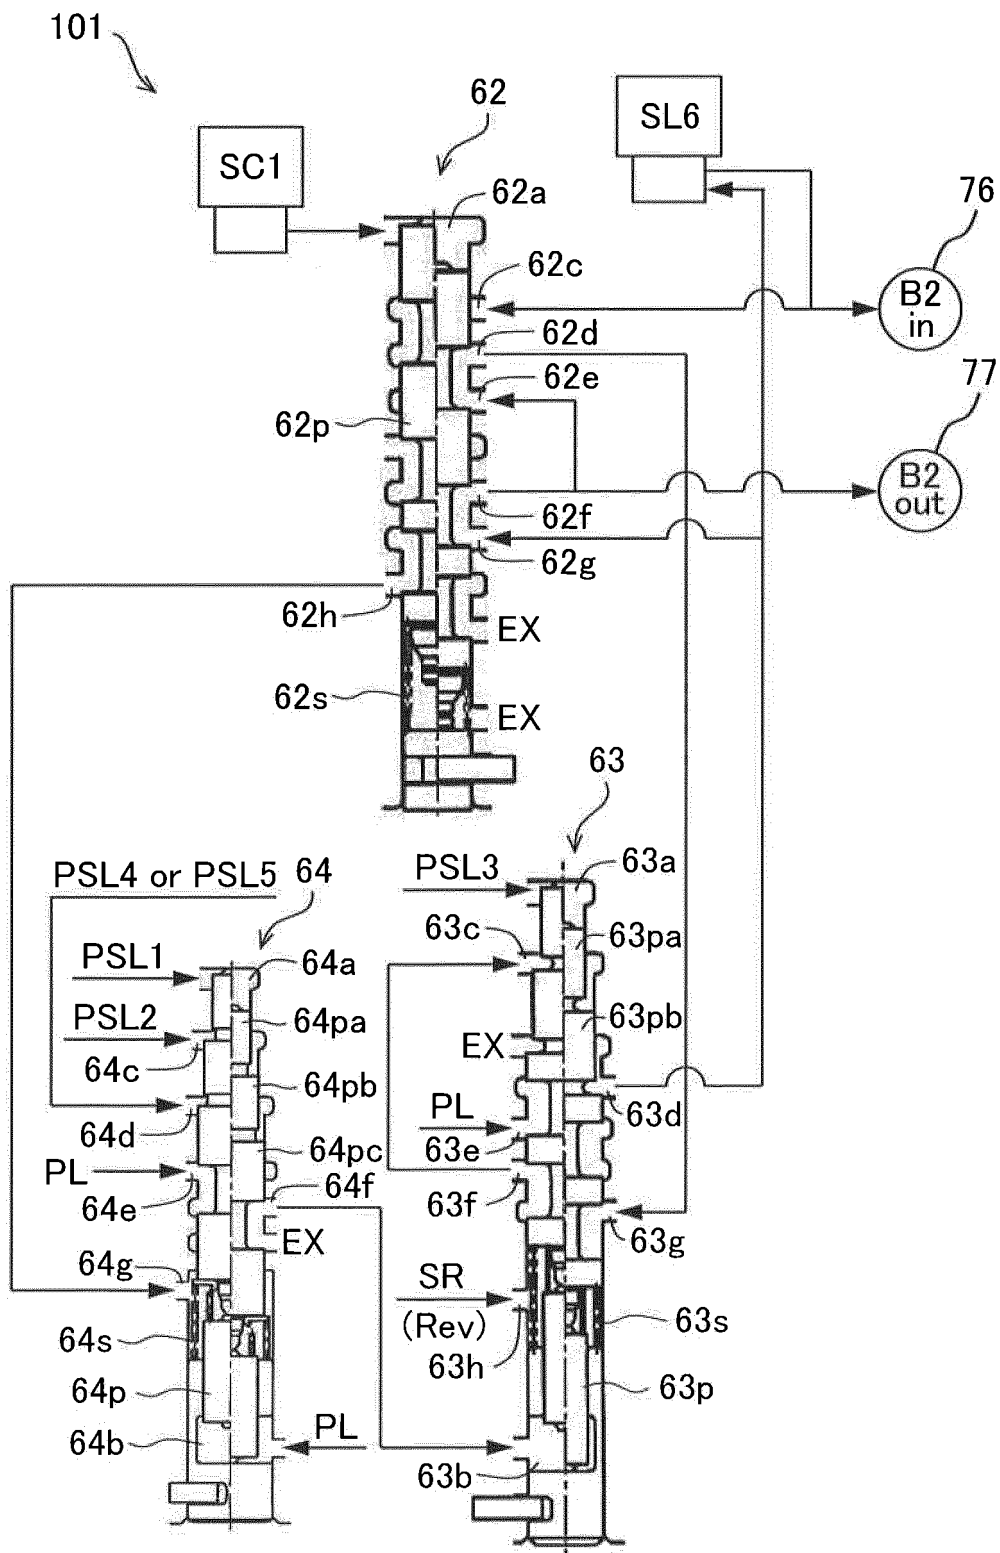 101
62
SL6
SC1
62a
76
62c
B2
in
62d
62e
77
62p
B2
out
62f
62g
62h
EX
62s
EX
63
PSL4 or PSL5
64
PSL3
63a
63c
63pa
PSL1
64a
PSL2
64pa
EX
63pb
64c
64pb
PL
63d
64d
64pc
63e
PL
64f
63f
64e
EX
63g
64g
SR
(Rev)
63s
64s
63h
64p
63p
PL
64b
63b